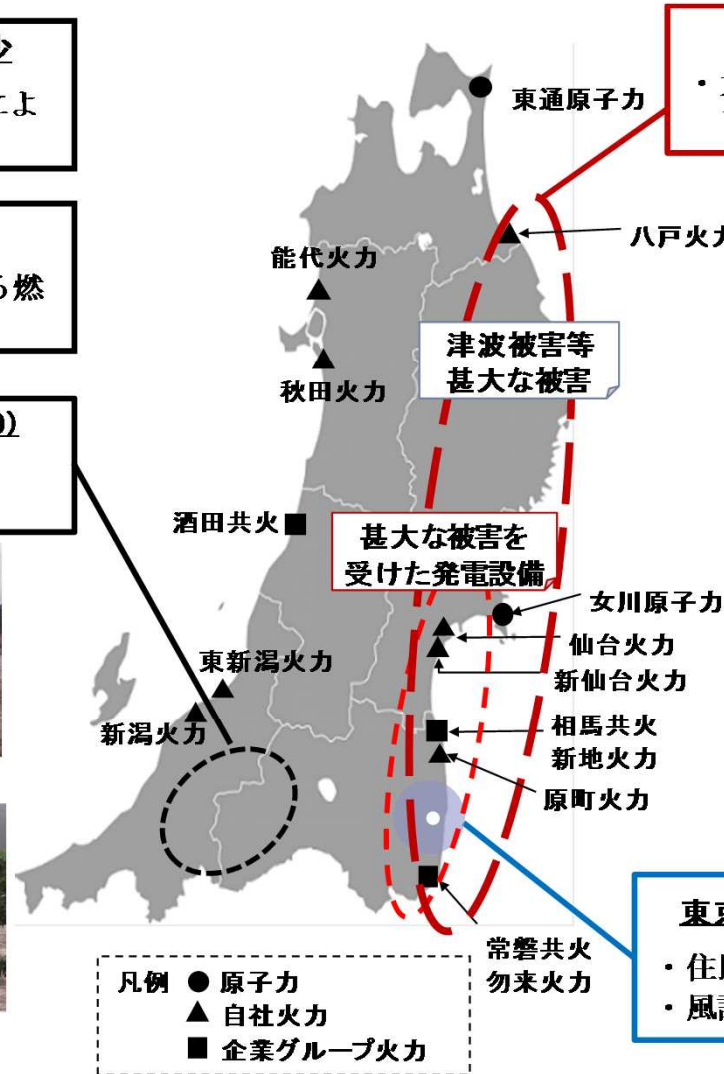 少
によ
・
る燃
)
東通原子力
八戸火力
能代火力
津波被害等
甚大な被害
秋田火力
酒田共火
甚大な被害を
受けた発電設備
女川原子力
仙台火力
新仙台火力
東新潟火力
新潟火力
相馬共火
新地火力
原町火力
常磐共火
勿来火力
東京
・住
・風
凡例 ● 原子力
▲ 自社火力
■ 企業グループ火力